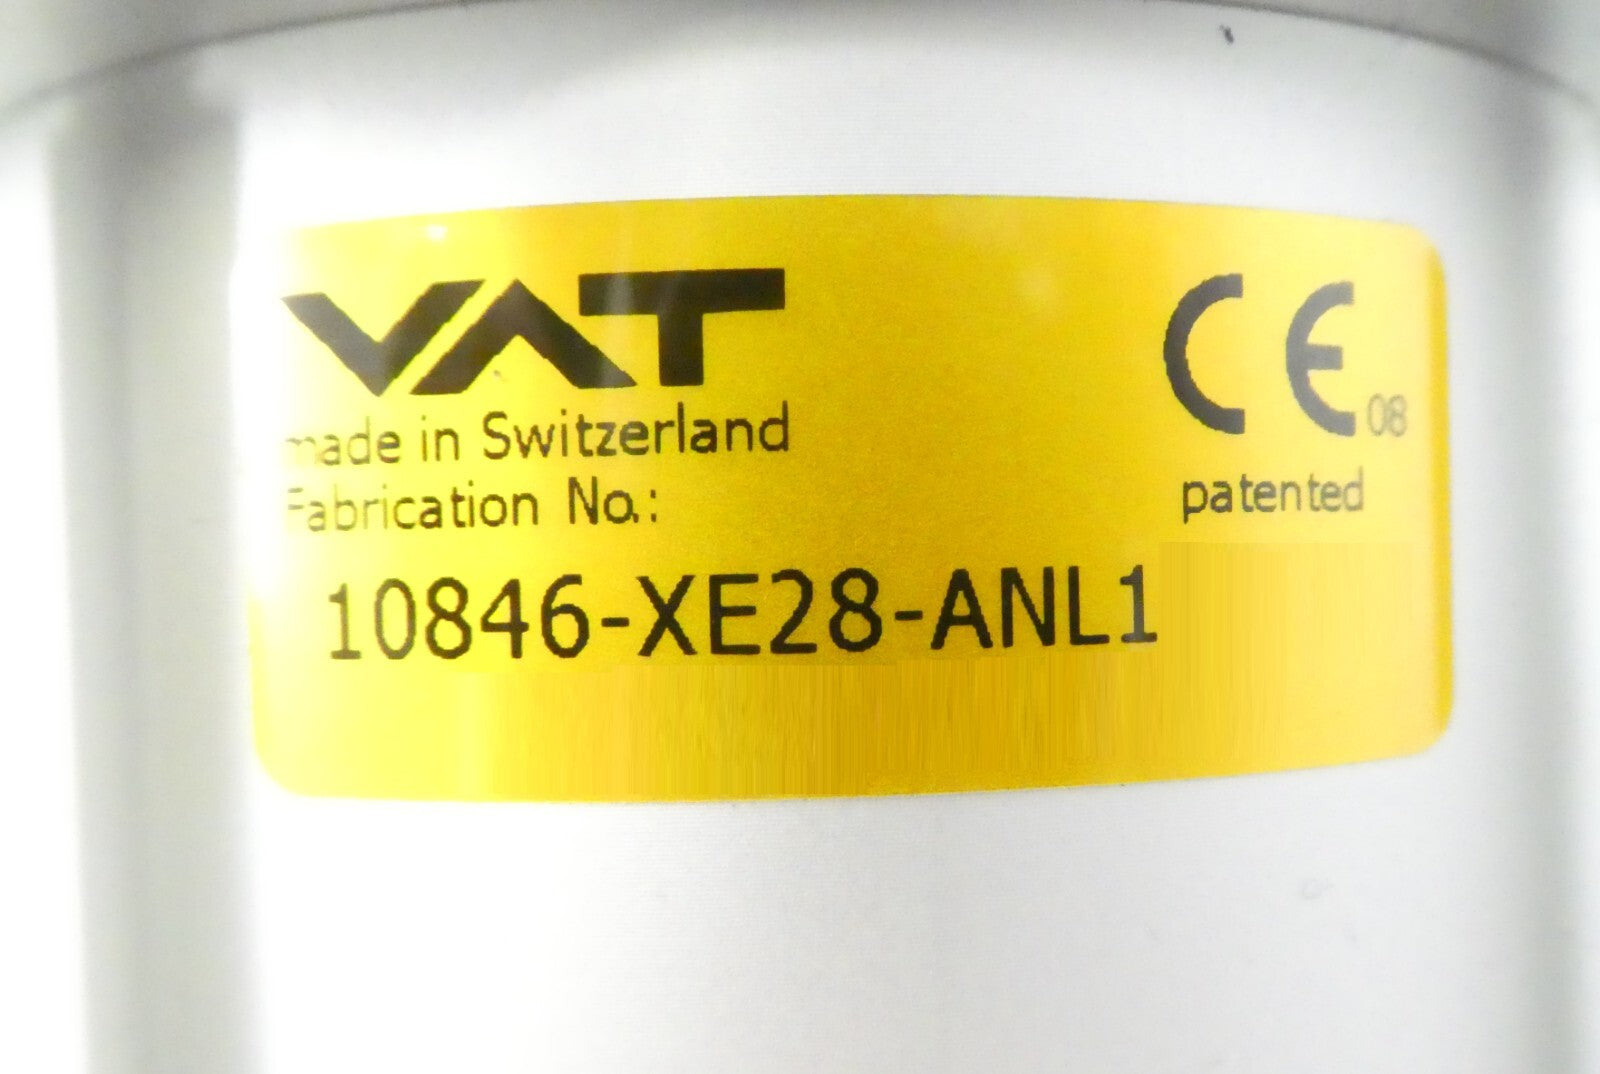 VAT
CE 08
made in Switzerland
Fabrication No.:
patented
10846-XE28-ANL1